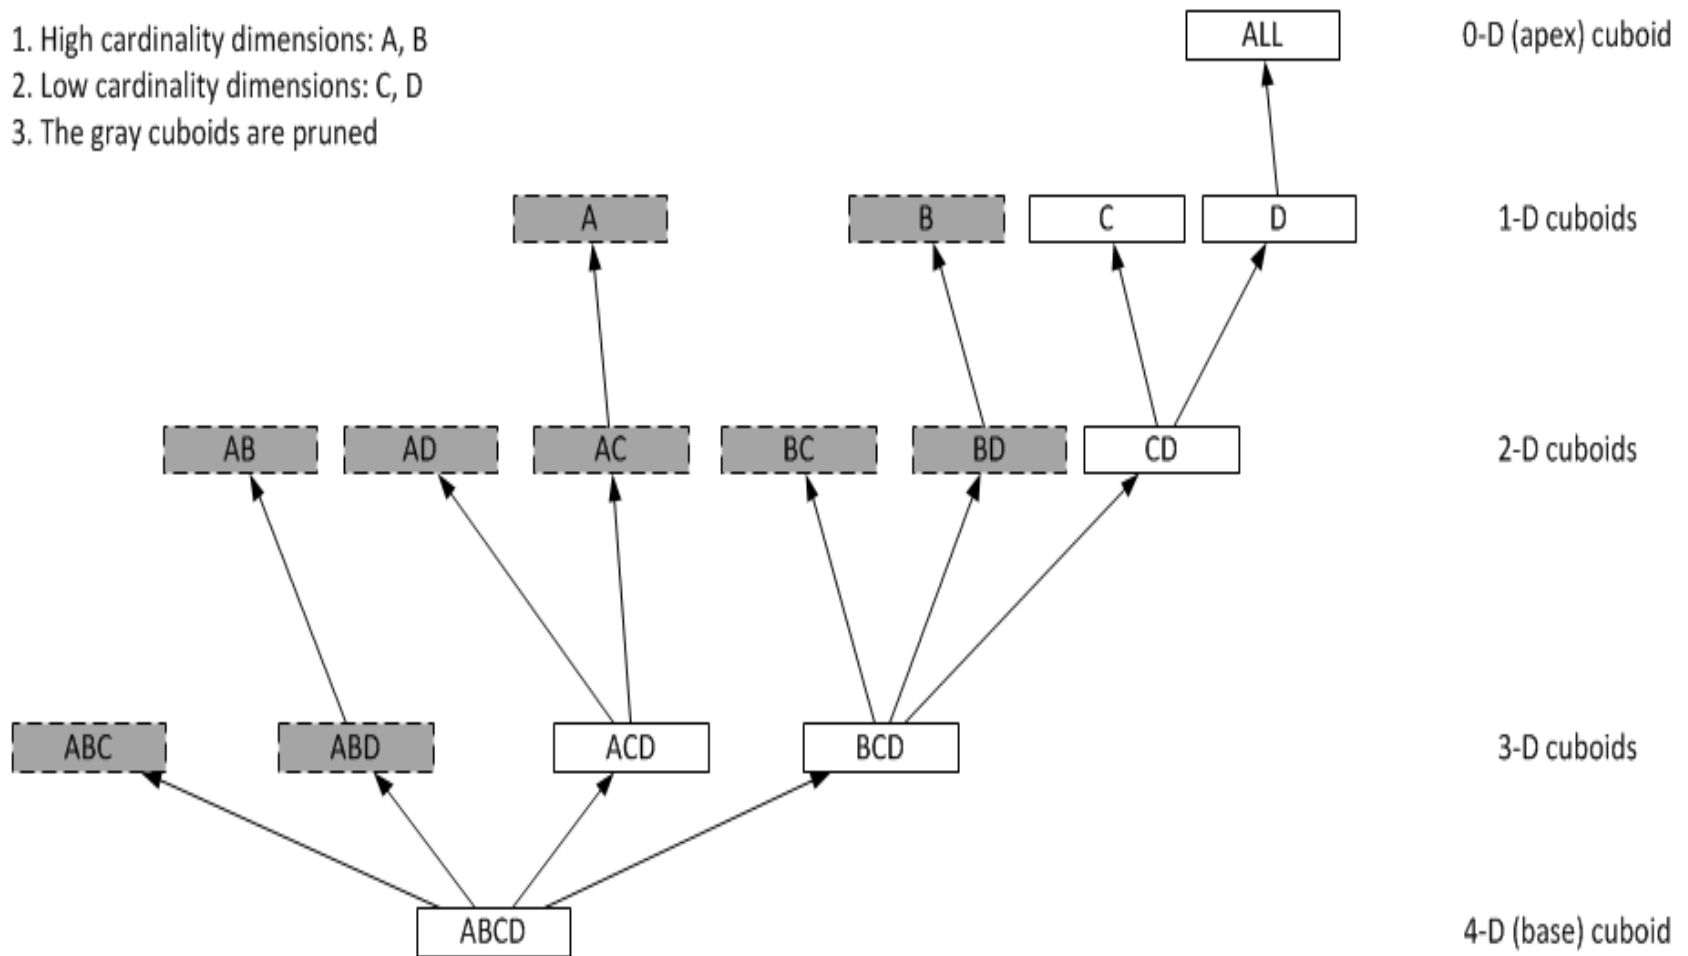 1. High cardinality dimensions: A, B
2. Low cardinality dimensions: C, D
3. The gray cuboids are pruned
ALL
0-D (apex) cuboid
A
B
C
D
1-D cuboids
AB
AD
AC
BC
BD
CD
2-D cuboids
ABC
ABD
ACD
BCD
3-D cuboids
ABCD
4-D (base) cuboid